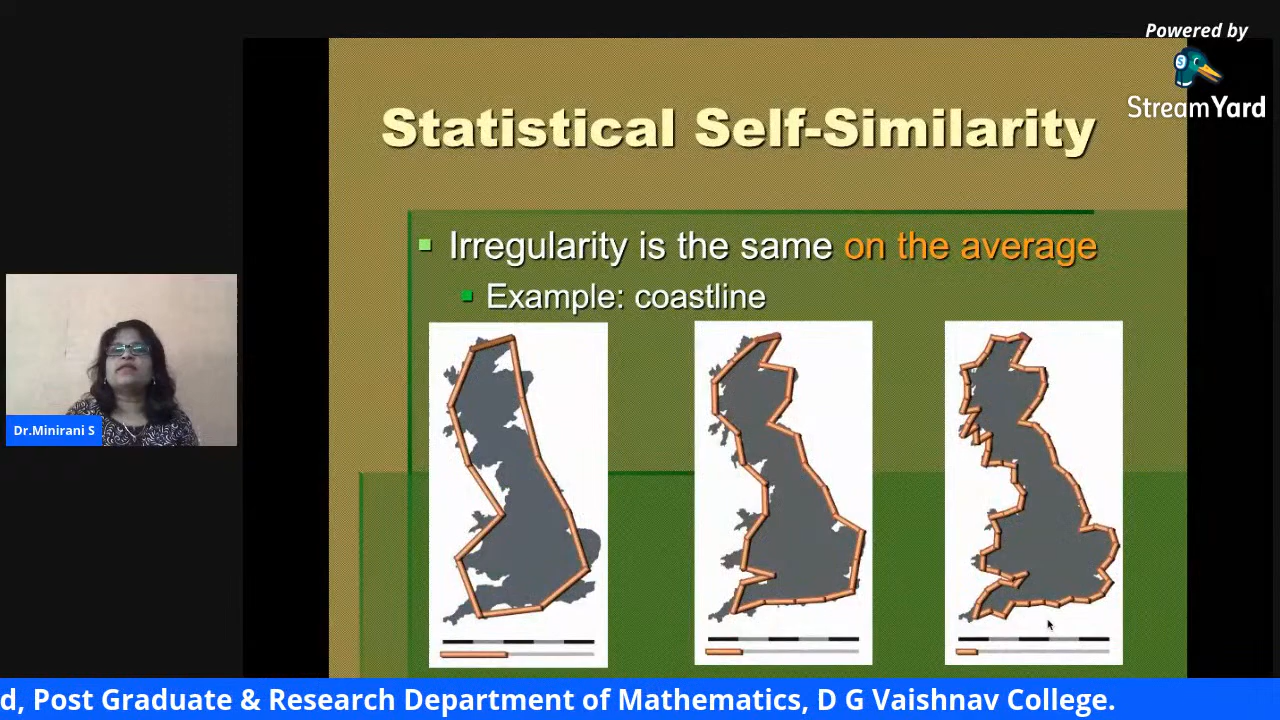 Powered by
StreamYard
Statistical Self-Similarity
Irregularity is the same on the average
Example: coastline
Dr.Minirani S
d, Post Graduate & Research Department of Mathematics, D G Vaishnav College.